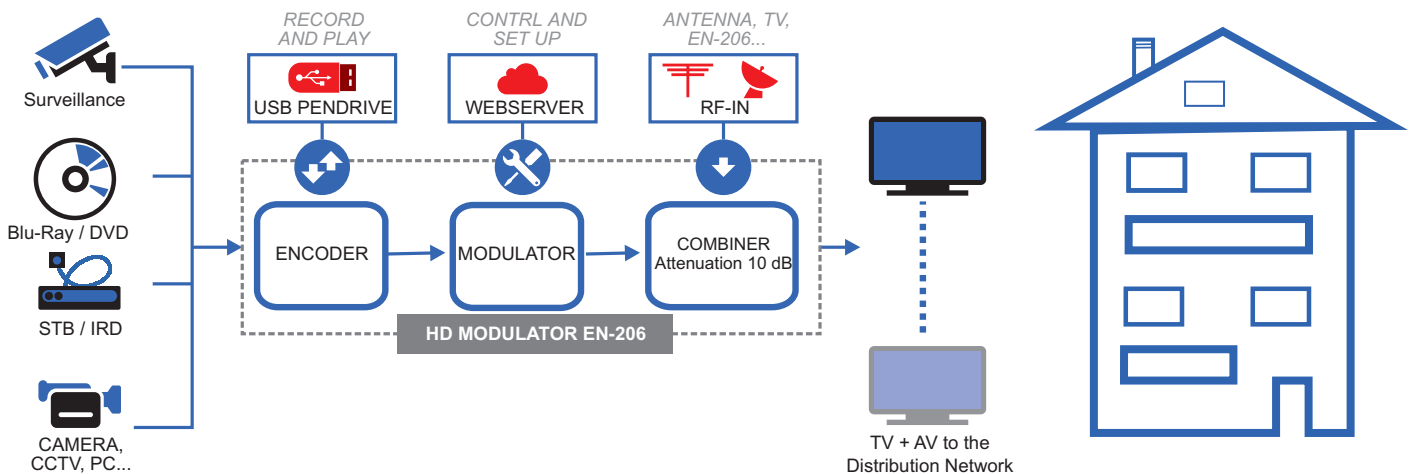 RECORD
AND PLAY
CONTRL AND
SET UP
ANTENNA, TV,
EN-206...
USB PENDRIVE
WEBSERVER
RF-IN
Surveillance
Blu-Ray / DVD
STB / IRD
CAMERA,
CCTV, PC...
ENCODER
MODULATOR
COMBINER
Attenuation 10 dB
HD MODULATOR EN-206
TV + AV to the
Distribution Network